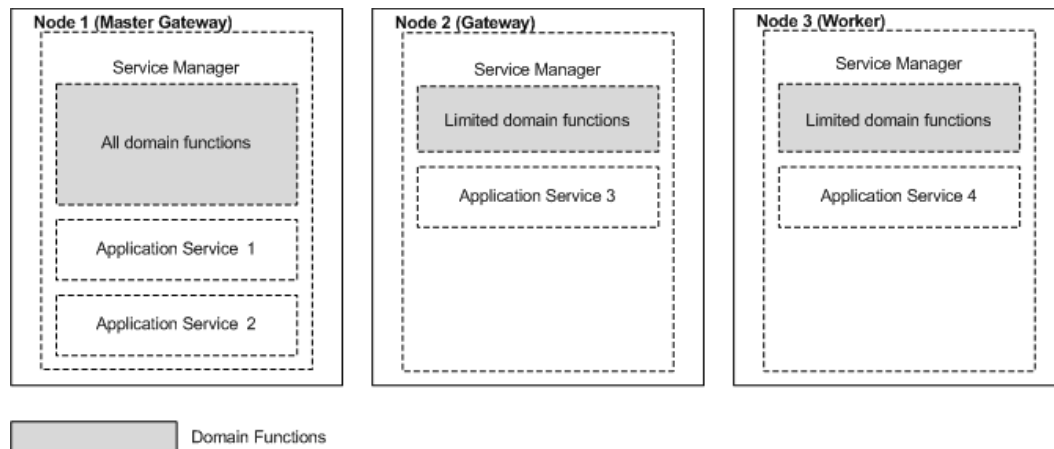 Node 1 (Master Gateway)
Service Manager
All domain functions
Application Service 1
Application Service 2
Node 2 (Gateway)
Service Manager
Limited domain functions
Application Service 3
Node 3 (Worker)
Service Manager
Limited domain functions
Application Service 4
Domain Functions